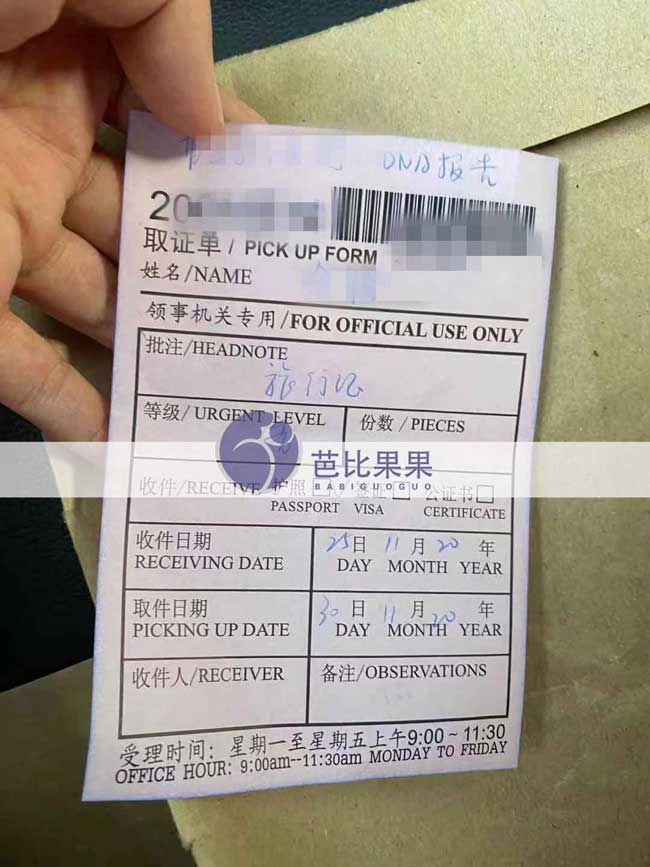 DNA报告
20
取证单 / PICK UP FORM
姓名/NAME
领事机关专用/FOR OFFICIAL USE ONLY
批注/HEADNOTE
旅行证
等级/ URGENT LEVEL
份数 / PIECES
芭比果果
BABIGUOGUO
收件/RECEIVE 护照 签证 公证书
PASSPORT VISA CERTIFICATE
收件日期 25日 11月 20年
RECEIVING DATE DAY MONTH YEAR
取件日期 30日 11月 20年
PICKING UP DATE DAY MONTH YEAR
收件人/RECEIVER 备注/OBSERVATIONS
受理时间: 星期一至星期五上午9:00~11:30
OFFICE HOUR: 9:00am--11:30am MONDAY TO FRIDAY